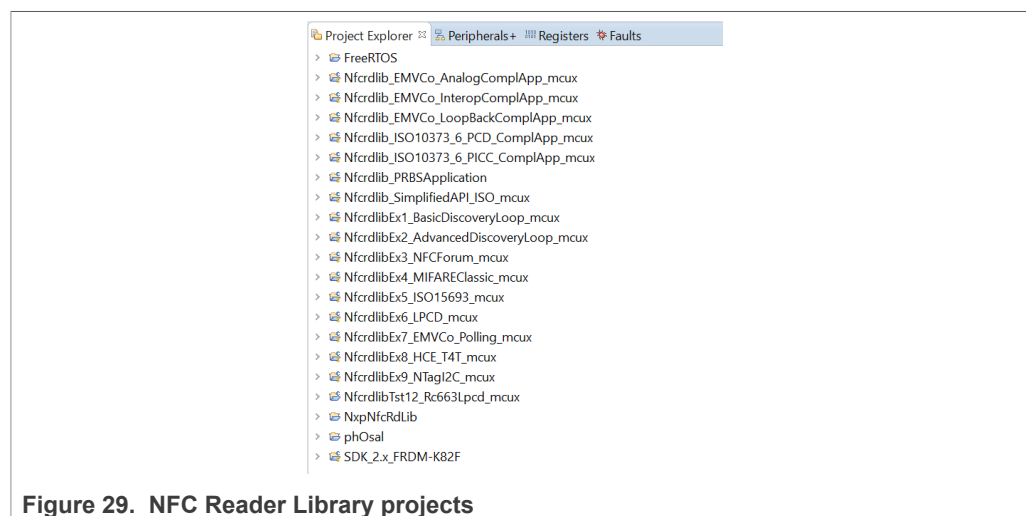 Project Explorer Peripherals+ Registers Faults
FreeRTOS
Nfcrdlib_EMVCo_AnalogComplApp_mcux
Nfcrdlib_EMVCo_InteropComplApp_mcux
Nfcrdlib_EMVCo_LoopBackComplApp_mcux
Nfcrdlib_ISO10373_6_PCD_ComplApp_mcux
Nfcrdlib_ISO10373_6_PICC_ComplApp_mcux
Nfcrdlib_PRBSApplication
Nfcrdlib_SimplifiedAPI_ISO_mcux
NfcrdlibEx1_BasicDiscoveryLoop_mcux
NfcrdlibEx2_AdvancedDiscoveryLoop_mcux
NfcrdlibEx3_NFCForum_mcux
NfcrdlibEx4_MIFAREClassic_mcux
NfcrdlibEx5_ISO15693_mcux
NfcrdlibEx6_LPCD_mcux
NfcrdlibEx7_EMVCo_Polling_mcux
NfcrdlibEx8_HCE_T4T_mcux
NfcrdlibEx9_NTagI2C_mcux
NfcrdlibTst12_Rc663Lpcd_mcux
NxpNfcRdLib
phOsal
SDK_2.x_FRDM-K82F
Figure 29. NFC Reader Library projects